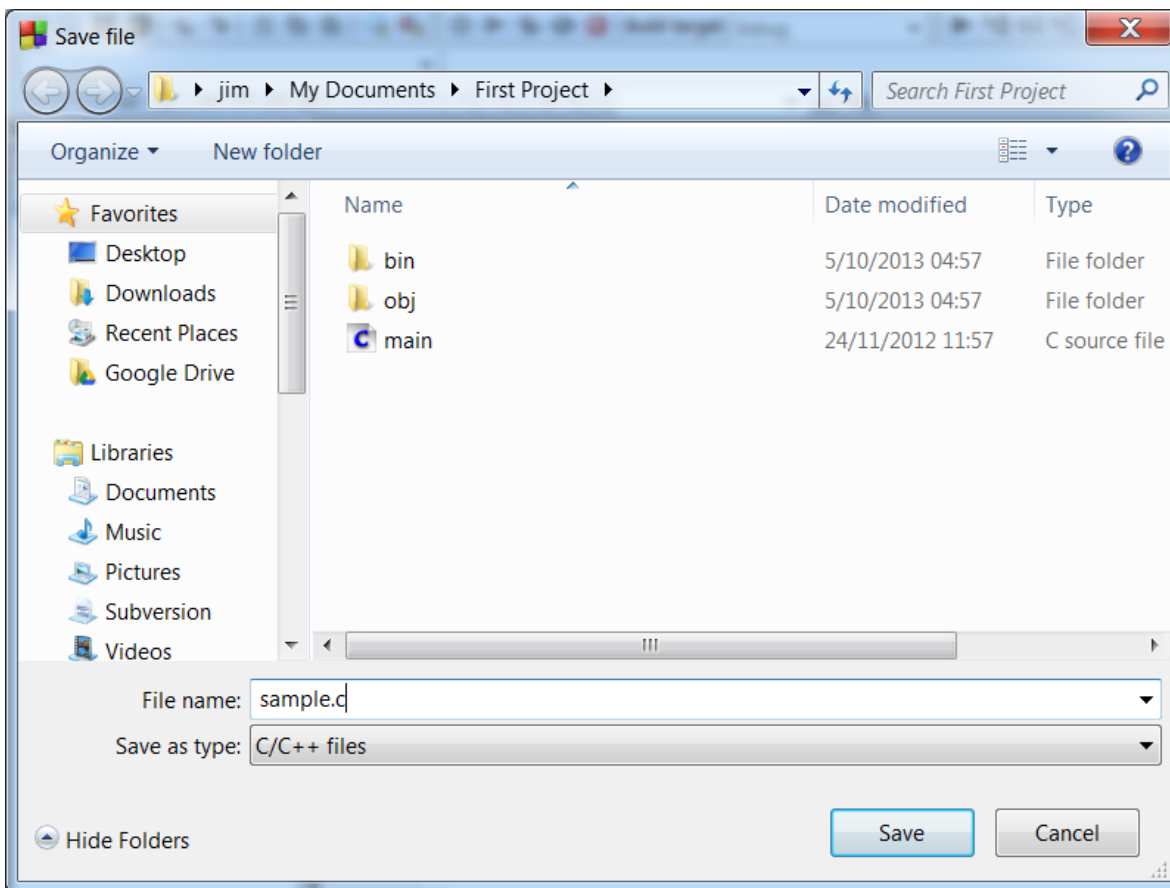 Save file
Build target: Debug
jim My Documents First Project Search First Project
Organize New folder
Name Date modified Type
Favorites
Desktop
Downloads
Recent Places
Google Drive
Libraries
Documents
Music
Pictures
Subversion
Videos
bin 5/10/2013 04:57 File folder
obj 5/10/2013 04:57 File folder
main 24/11/2012 11:57 C source file
File name: sample.c
Save as type: C/C++ files
Hide Folders
Save Cancel